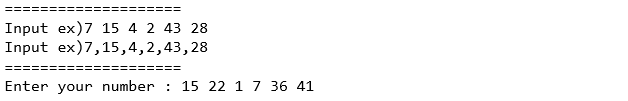 ====================
Input ex)7 15 4 2 43 28
Input ex)7,15,4,2,43,28
====================
Enter your number : 15 22 1 7 36 41